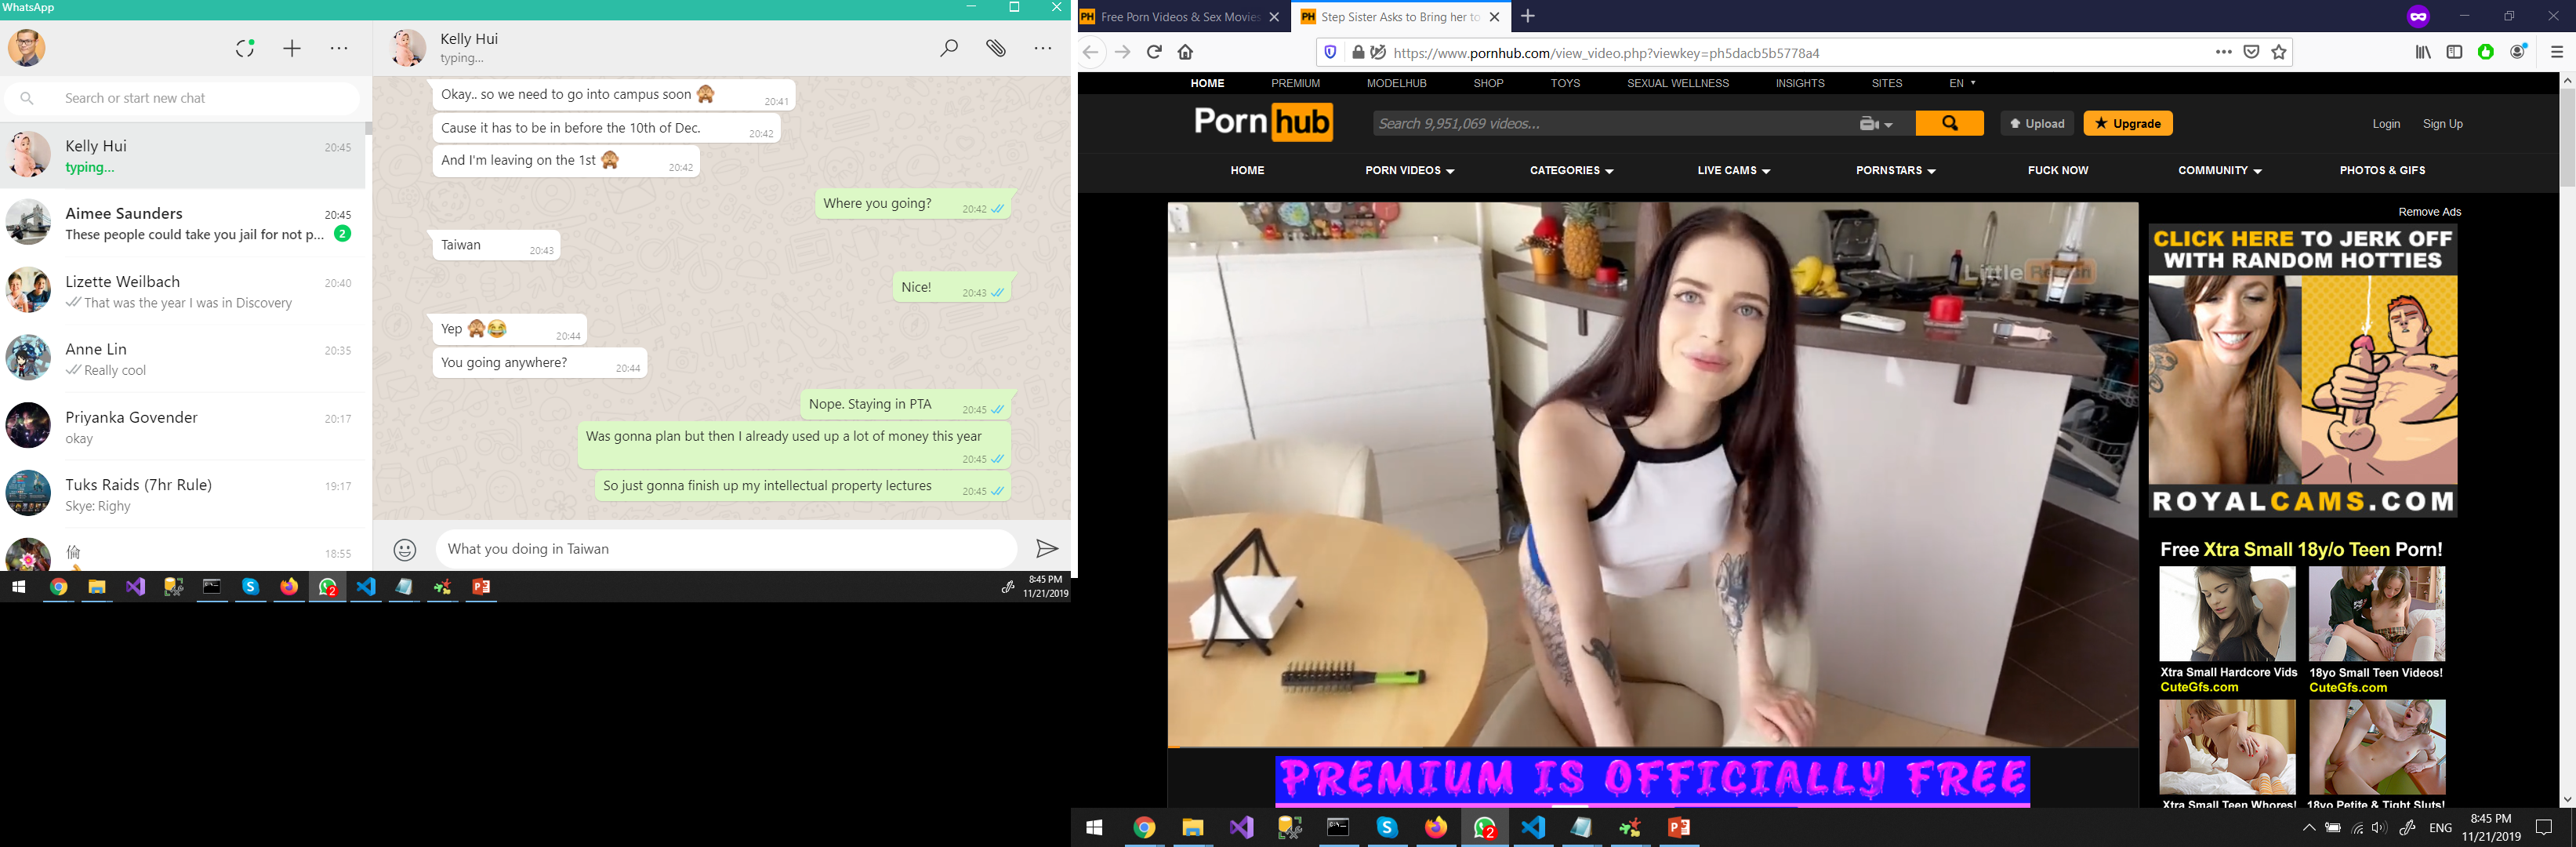 WhatsApp
Search or start new chat
Kelly Hui 20:45
typing...
Aimee Saunders 20:45
These people could take you jail for not p... 2
Lizette Weilbach 20:40
That was the year I was in Discovery
Anne Lin 20:35
Really cool
Priyanka Govender 20:17
okay
Tuks Raids (7hr Rule) 19:17
Skye: Righy
18:55
Kelly Hui
typing...
Okay.. so we need to go into campus soon 20:41
Cause it has to be in before the 10th of Dec. 20:42
And I'm leaving on the 1st 20:42
Where you going? 20:42
Taiwan 20:43
Nice! 20:43
Yep 20:44
You going anywhere? 20:44
Nope. Staying in PTA 20:45
Was gonna plan but then I already used up a lot of money this year
20:45
So just gonna finish up my intellectual property lectures 20:45
What you doing in Taiwan
2
8:45 PM
11/21/2019
PH Free Porn Videos & Sex Movies
PH Step Sister Asks to Bring her to
https://www.pornhub.com/view_video.php?viewkey=ph5dacb5b5778a4
HOME PREMIUM MODELHUB SHOP TOYS SEXUAL WELLNESS INSIGHTS SITES EN
Porn hub
Search 9,951,069 videos...
Upload Upgrade Login Sign Up
HOME PORN VIDEOS CATEGORIES LIVE CAMS PORNSTARS FUCK NOW COMMUNITY PHOTOS & GIFS
Little
Remove Ads
CLICK HERE TO JERK OFF
WITH RANDOM HOTTIES
ROYALCAMS.COM
Free Xtra Small 18y/o Teen Porn!
Xtra Small Hardcore Vids
CuteGfs.com
18yo Small Teen Videos!
CuteGfs.com
Xtra Small Teen Whores!
18yo Petite & Tight Sluts!
PREMIUM IS OFFICIALLY FREE
2
ENG
8:45 PM
11/21/2019